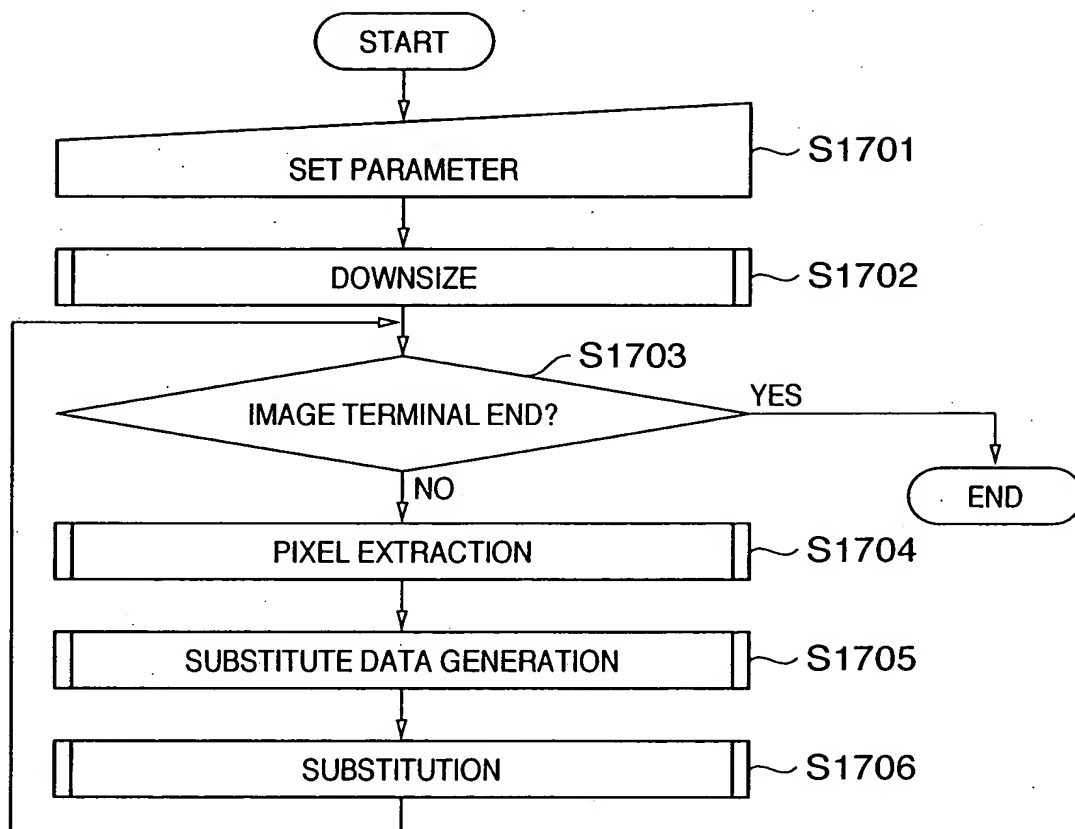 START
SET PARAMETER
S1701
DOWNSIZE
S1702
S1703
IMAGE TERMINAL END?
YES
NO
END
PIXEL EXTRACTION
S1704
SUBSTITUTE DATA GENERATION
S1705
SUBSTITUTION
S1706